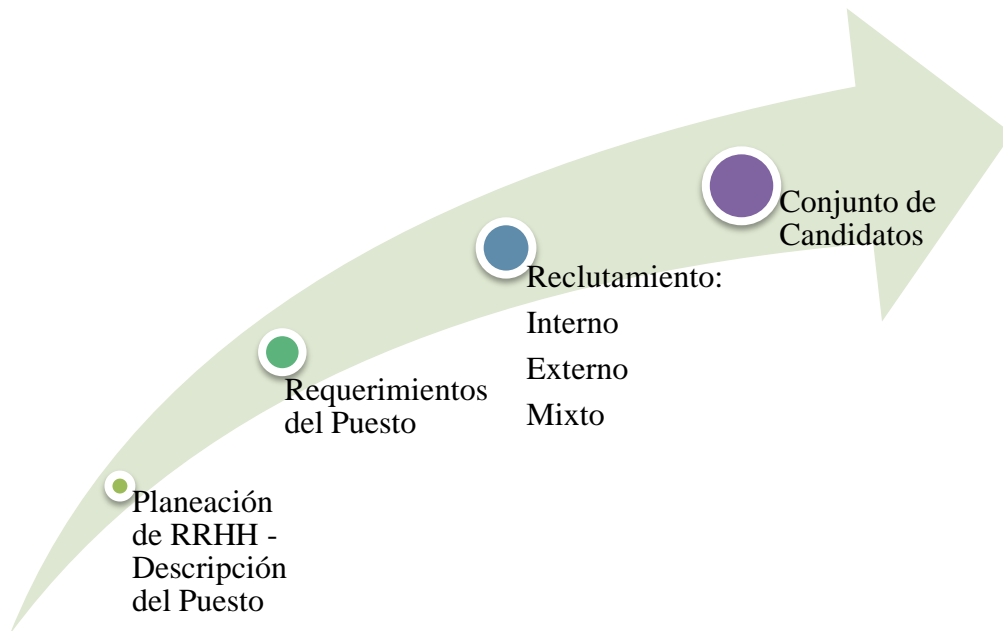 Planeación
de RRHH -
Descripción
del Puesto
Requerimientos
del Puesto
Reclutamiento:
Interno
Externo
Mixto
Conjunto de
Candidatos